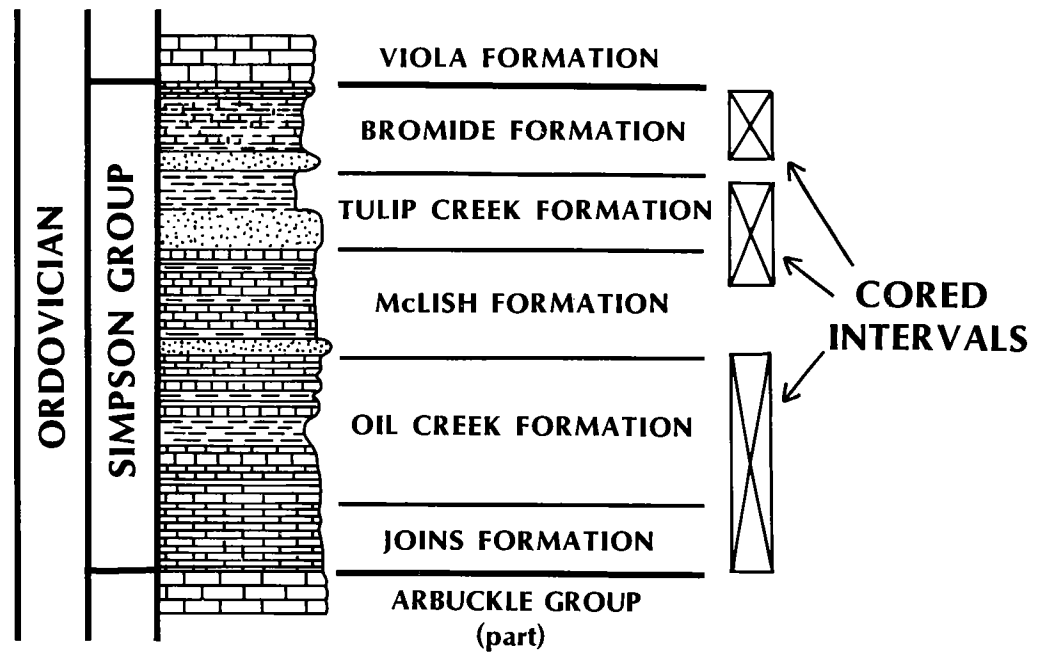 ORDOVICIAN
SIMPSON GROUP
VIOLA FORMATION
BROMIDE FORMATION
TULIP CREEK FORMATION
McLISH FORMATION
OIL CREEK FORMATION
JOINS FORMATION
ARBUCKLE GROUP
(part)
CORED
INTERVALS